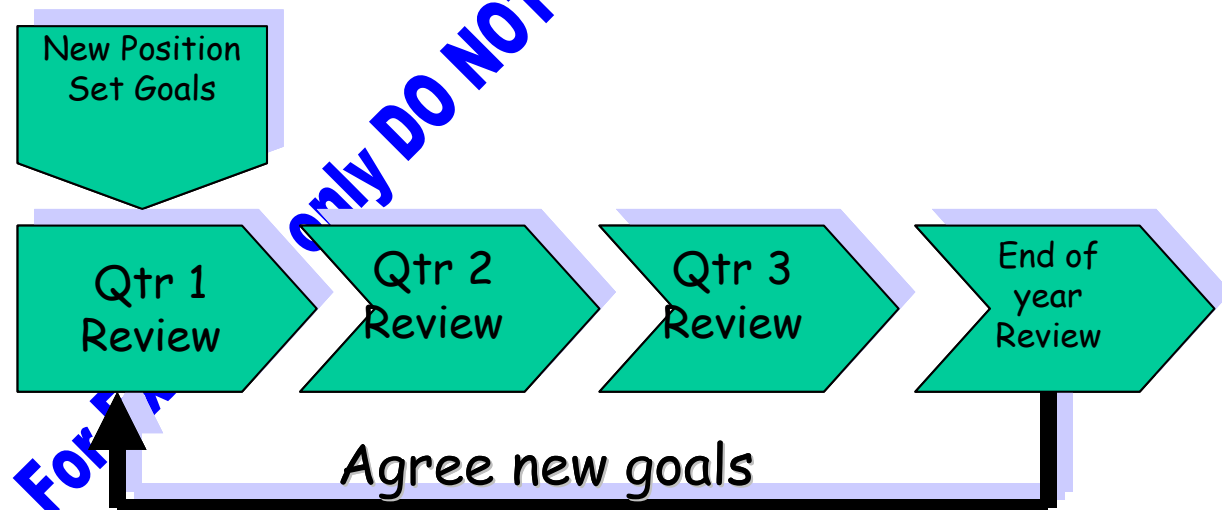 New Position
Set Goals
Qtr 1
Review
Qtr 2
Review
Qtr 3
Review
End of
year
Review
Agree new goals
For
only DO NOT